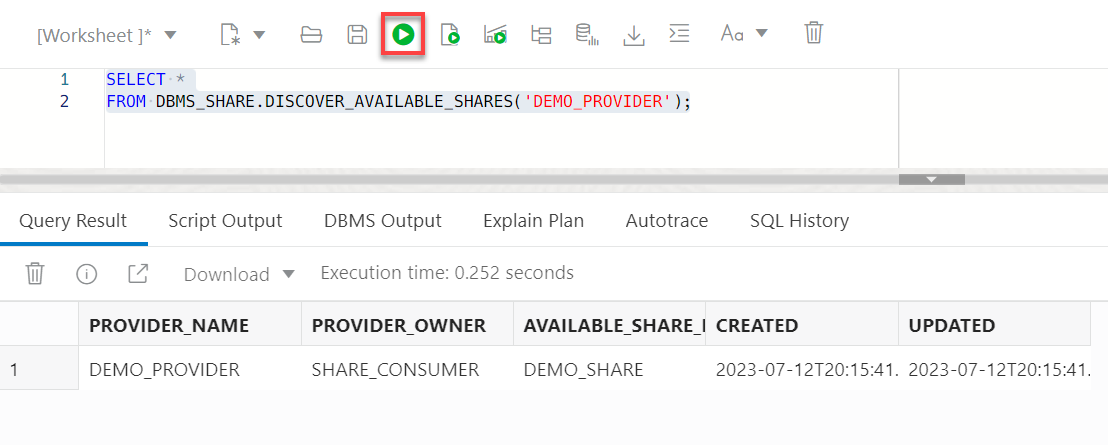 [Worksheet ]*
Aa
1 SELECT *
2 FROM DBMS_SHARE.DISCOVER_AVAILABLE_SHARES('DEMO_PROVIDER');
Query Result Script Output DBMS Output Explain Plan Autotrace SQL History
Download Execution time: 0.252 seconds
PROVIDER_NAME PROVIDER_OWNER AVAILABLE_SHARE_ CREATED UPDATED
1 DEMO_PROVIDER SHARE_CONSUMER DEMO_SHARE 2023-07-12T20:15:41. 2023-07-12T20:15:41.